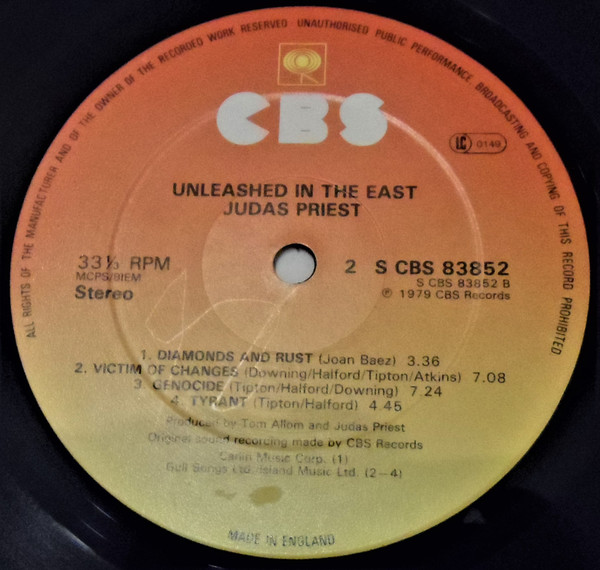 ALL RIGHTS OF THE MANUFACTURER AND OF THE OWNER OF THE RECORDED WORK RESERVED · UNAUTHORISED PUBLIC PERFORMANCE BROADCASTING AND COPYING OF THIS RECORD PROHIBITED
CBS
LC 0149
UNLEASHED IN THE EAST
JUDAS PRIEST
33⅓ RPM
MCPS/BIEM
Stereo
2 S CBS 83852
S CBS 83852 B
℗ 1979 CBS Records
1. DIAMONDS AND RUST (Joan Baez) 3.36
2. VICTIM OF CHANGES (Downing/Halford/Tipton/Atkins) 7.08
3. GENOCIDE (Tipton/Halford/Downing) 7 24
4. TYRANT (Tipton/Halford) 4.45
Produced by Tom Allom and Judas Priest
Original sound recording made by CBS Records
Carlin Music Corp. (1)
Gull Songs Ltd. Island Music Ltd. (2–4)
MADE IN ENGLAND